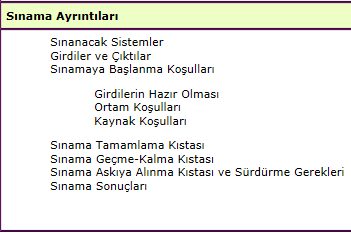 Sınama Ayrıntıları
Sınanacak Sistemler
Girdiler ve Çıktılar
Sınamaya Başlanma Koşulları
Girdilerin Hazır Olması
Ortam Koşulları
Kaynak Koşulları
Sınama Tamamlama Kıstası
Sınama Geçme-Kalma Kıstası
Sınama Askıya Alınma Kıstası ve Sürdürme Gerekleri
Sınama Sonuçları